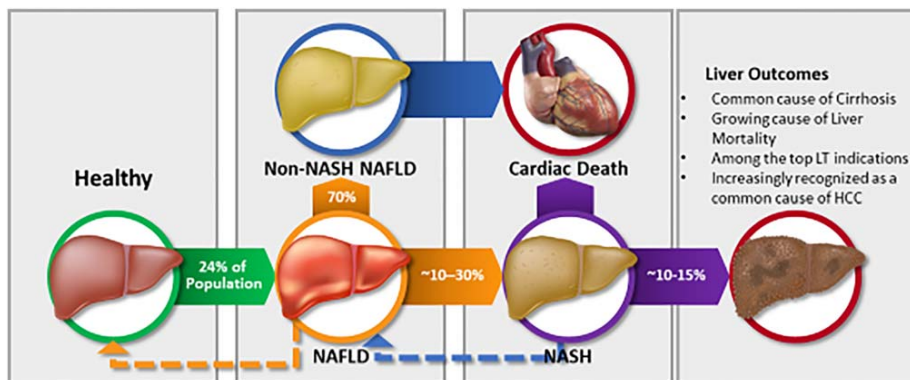 Healthy
24% of
Population
NAFLD
Non-NASH NAFLD
70%
~10–30%
Cardiac Death
NASH
~10-15%
Liver Outcomes
• Common cause of Cirrhosis
• Growing cause of Liver
Mortality
• Among the top LT indications
• Increasingly recognized as a
common cause of HCC